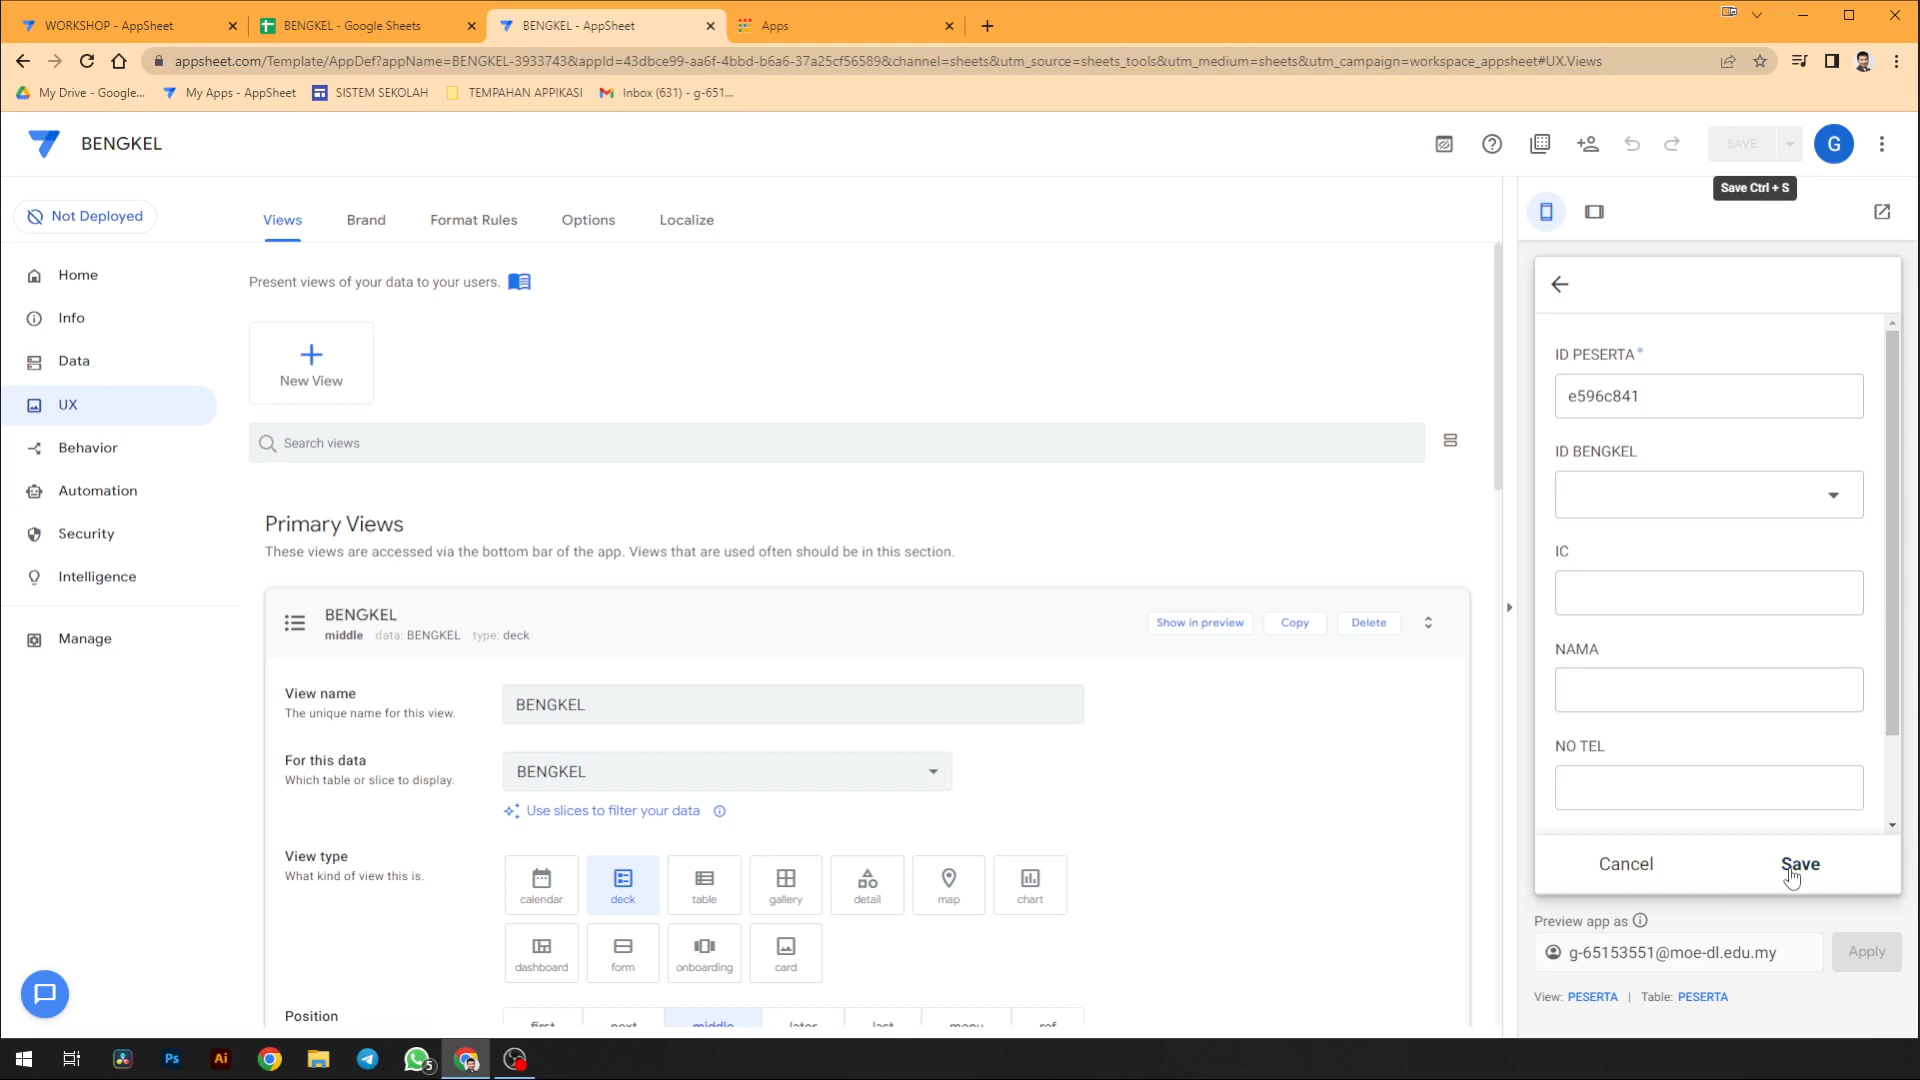 WORKSHOP - AppSheet
BENGKEL - Google Sheets
BENGKEL - AppSheet
Apps
appsheet.com/Template/AppDef?appName=BENGKEL-3933743&appId=43dbce99-aa6f-4bbd-b6a6-37a25cf56589&channel=sheets&utm_source=sheets_tools&utm_medium=sheets&utm_campaign=workspace_appsheet#UX.Views
My Drive - Google...
My Apps - AppSheet
SISTEM SEKOLAH
TEMPAHAN APPIKASI
Inbox (631) - g-651...
BENGKEL
SAVE
G
Save Ctrl + S
Not Deployed
Home
Info
Data
UX
Behavior
Automation
Security
Intelligence
Manage
Views
Brand
Format Rules
Options
Localize
Present views of your data to your users.
New View
Search views
Primary Views
These views are accessed via the bottom bar of the app. Views that are used often should be in this section.
BENGKEL
middle data: BENGKEL type: deck
Show in preview
Copy
Delete
View name
The unique name for this view.
BENGKEL
For this data
Which table or slice to display.
BENGKEL
Use slices to filter your data
View type
What kind of view this is.
calendar
deck
table
gallery
detail
map
chart
dashboard
form
onboarding
card
Position
first
next
middle
later
last
menu
ref
ID PESERTA*
e596c841
ID BENGKEL
IC
NAMA
NO TEL
Cancel
Save
Preview app as
g-65153551@moe-dl.edu.my
Apply
View: PESERTA | Table: PESERTA
Ps
Ai
5